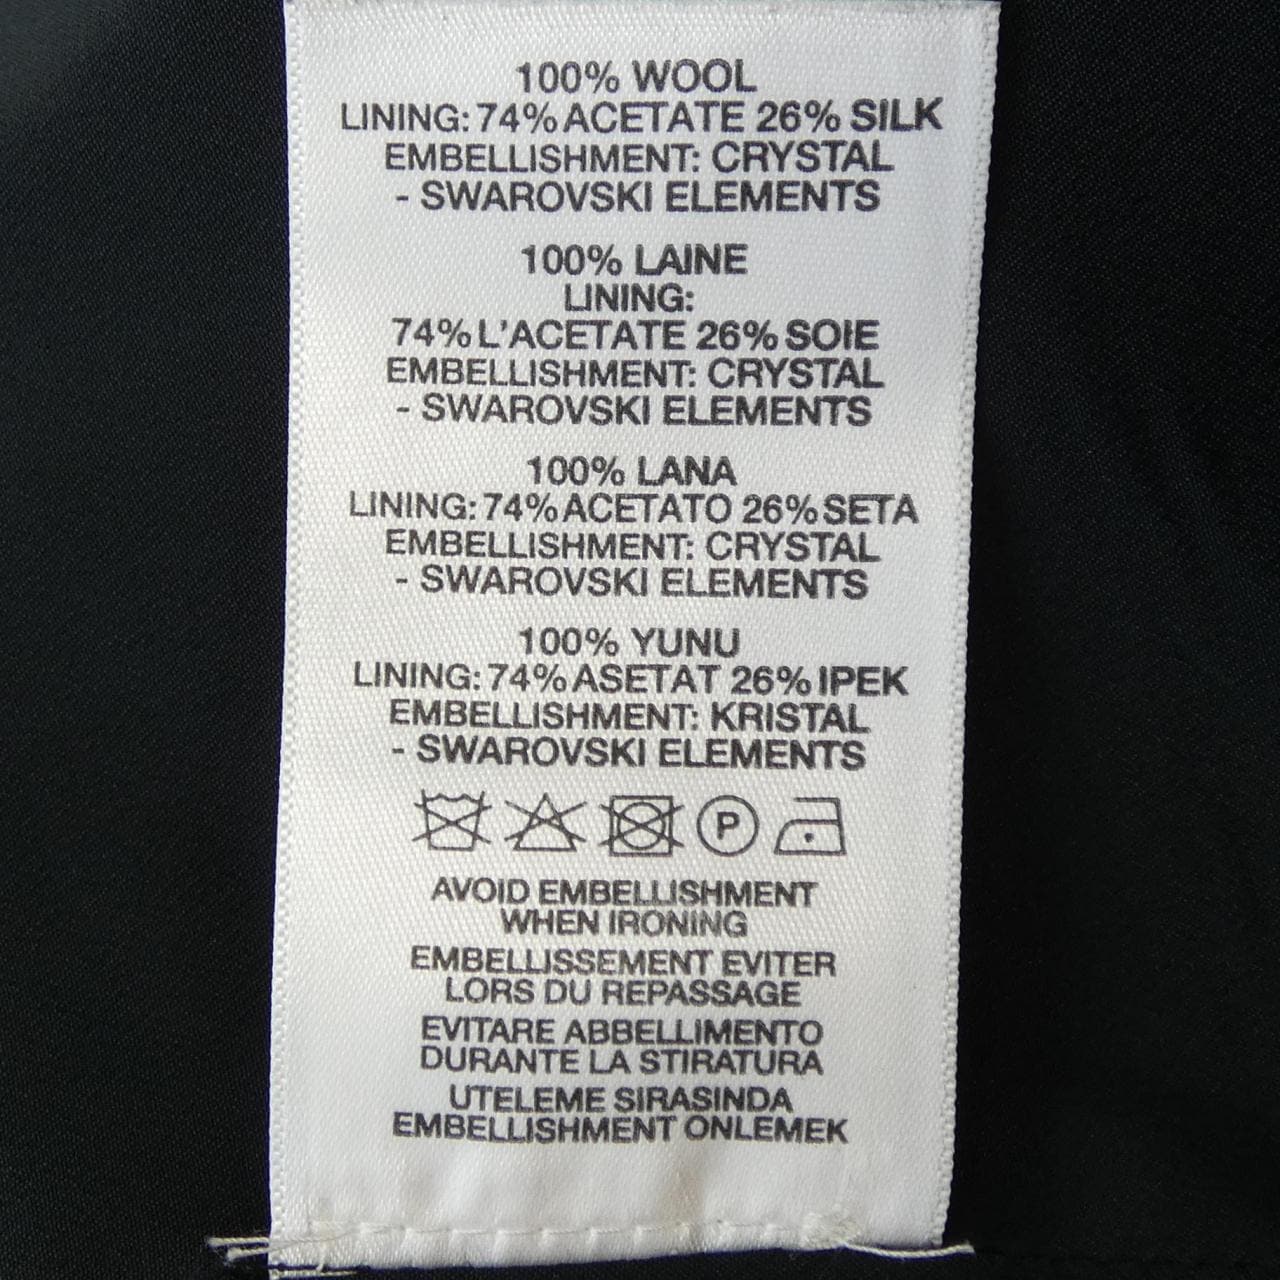 100% WOOL
LINING: 74% ACETATE 26% SILK
EMBELLISHMENT: CRYSTAL
- SWAROVSKI ELEMENTS
100% LAINE
LINING:
74% L'ACETATE 26% SOIE
EMBELLISHMENT: CRYSTAL
- SWAROVSKI ELEMENTS
100% LANA
LINING: 74% ACETATO 26% SETA
EMBELLISHMENT: CRYSTAL
- SWAROVSKI ELEMENTS
100% YUNU
LINING: 74% ASETAT 26% IPEK
EMBELLISHMENT: KRISTAL
- SWAROVSKI ELEMENTS
P
AVOID EMBELLISHMENT
WHEN IRONING
EMBELLISSEMENT EVITER
LORS DU REPASSAGE
EVITARE ABBELLIMENTO
DURANTE LA STIRATURA
UTELEME SIRASINDA
EMBELLISHMENT ONLEMEK